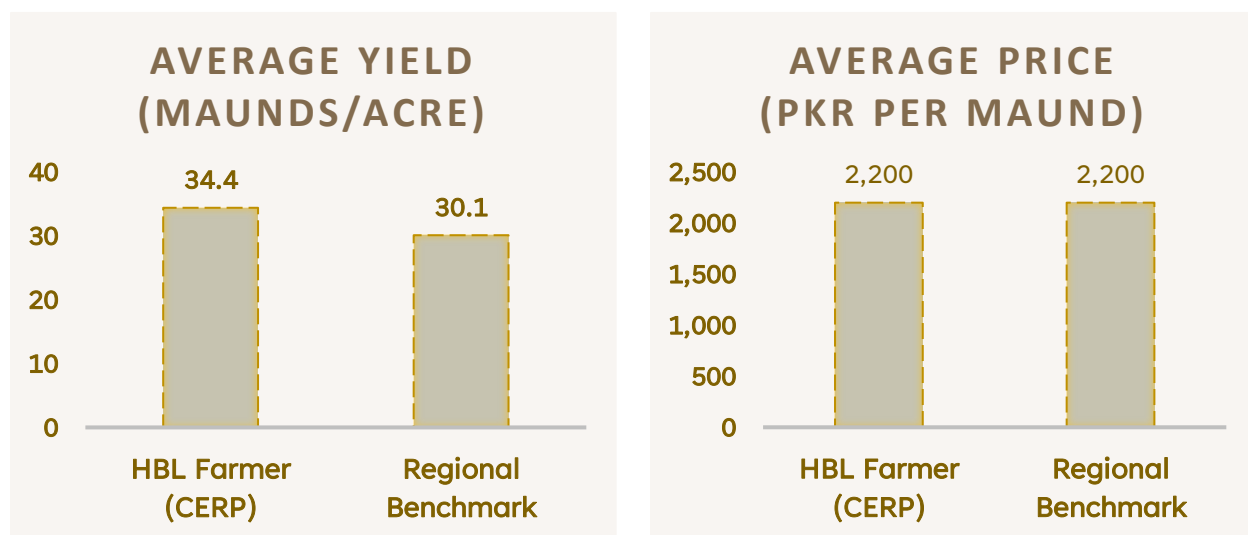 AVERAGE YIELD
(MAUNDS/ACRE)
40
30
20
10
0
34.4
30.1
HBL Farmer
(CERP)
Regional
Benchmark
AVERAGE PRICE
(PKR PER MAUND)
2,500
2,000
1,500
1,000
500
0
2,200
2,200
HBL Farmer
(CERP)
Regional
Benchmark